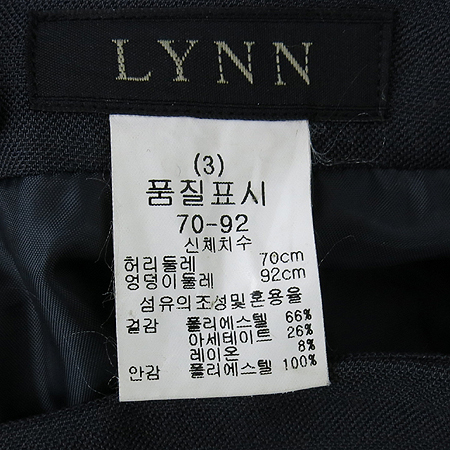 LYNN
(3)
품질표시
70-92
신체치수
허리둘레 70cm
엉덩이둘레 92cm
섬유의조성및혼용율
겉감 폴리에스텔 66%
아세테이트 26%
레이온 8%
안감 폴리에스텔 100%